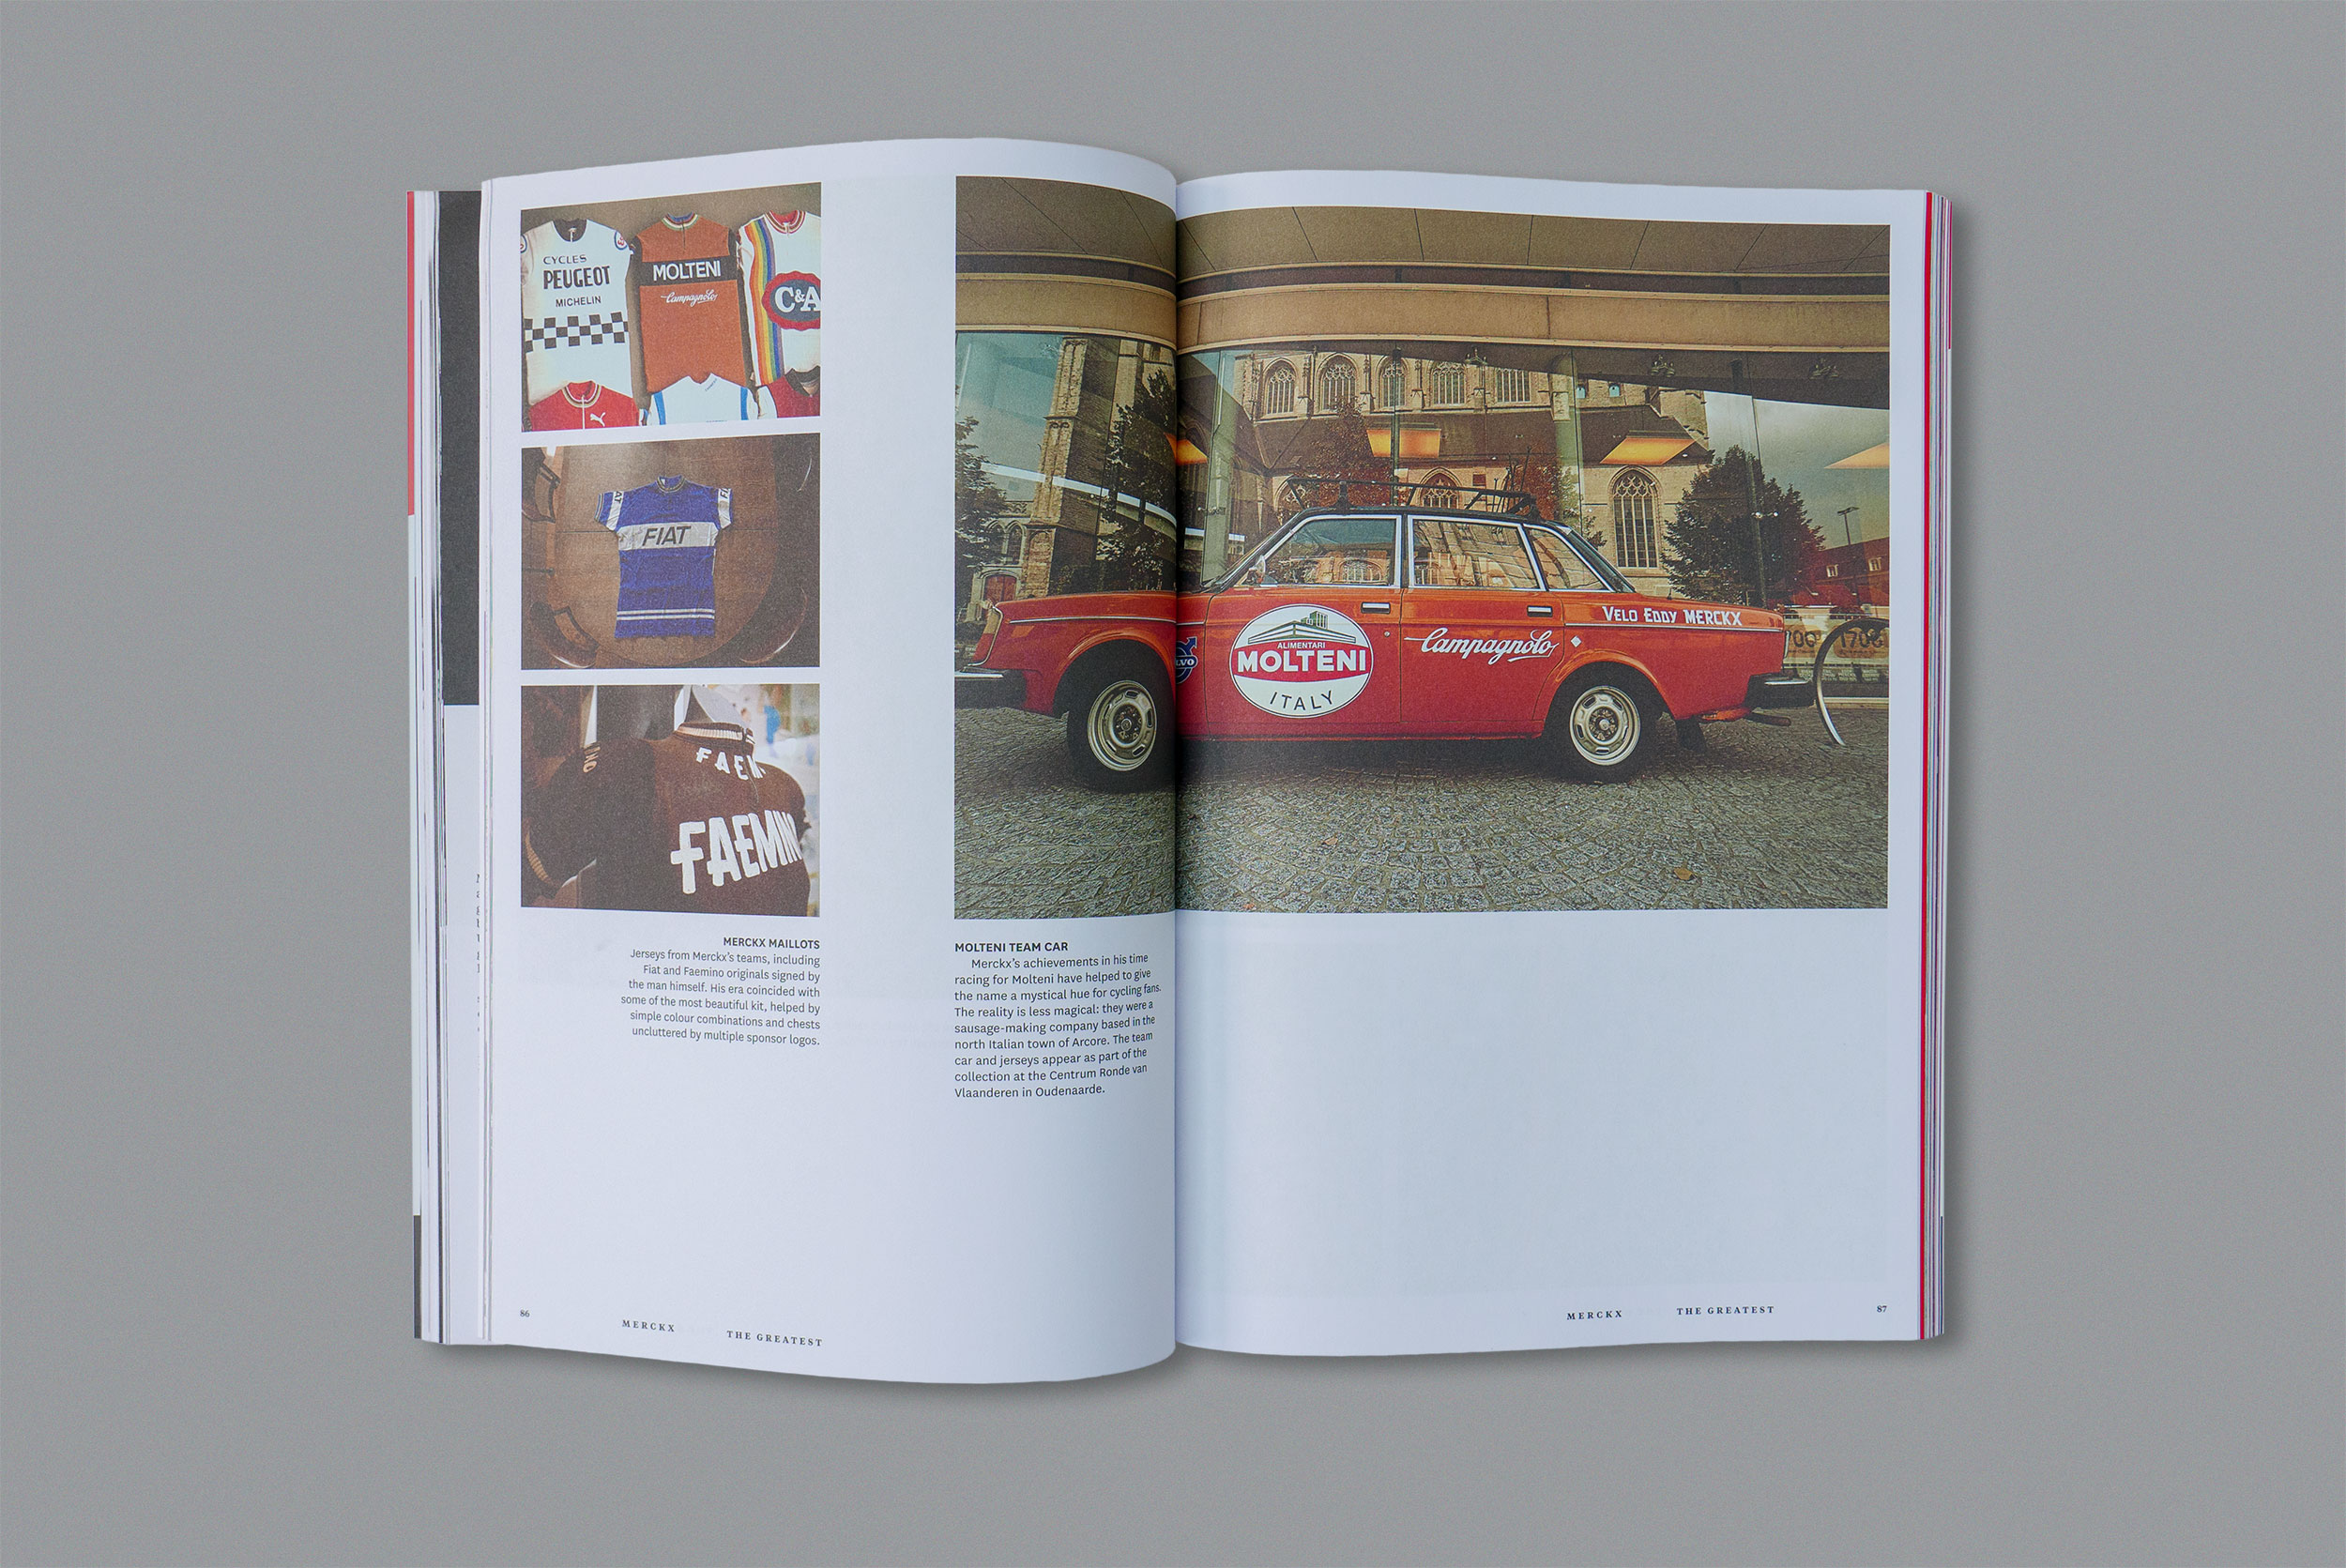 CYCLES
PEUGEOT
MICHELIN
MOLTENI
Campagnolo
C&A
FIAT
FAEM
FAEMIN
MERCKX MAILLOTS
Jerseys from Merckx's teams, including
Fiat and Faemino originals signed by
the man himself. His era coincided with
some of the most beautiful kit, helped by
simple colour combinations and chests
uncluttered by multiple sponsor logos.
MOLTENI TEAM CAR
Merckx's achievements in his time
racing for Molteni have helped to give
the name a mystical hue for cycling fans.
The reality is less magical: they were a
sausage-making company based in the
north Italian town of Arcore. The team
car and jerseys appear as part of the
collection at the Centrum Ronde van
Vlaanderen in Oudenaarde.
86
MERCKX THE GREATEST
LVO
ALIMENTARI
MOLTENI
ITALY
Campagnolo
VELO EDDY MERCKX
MERCKX THE GREATEST
87